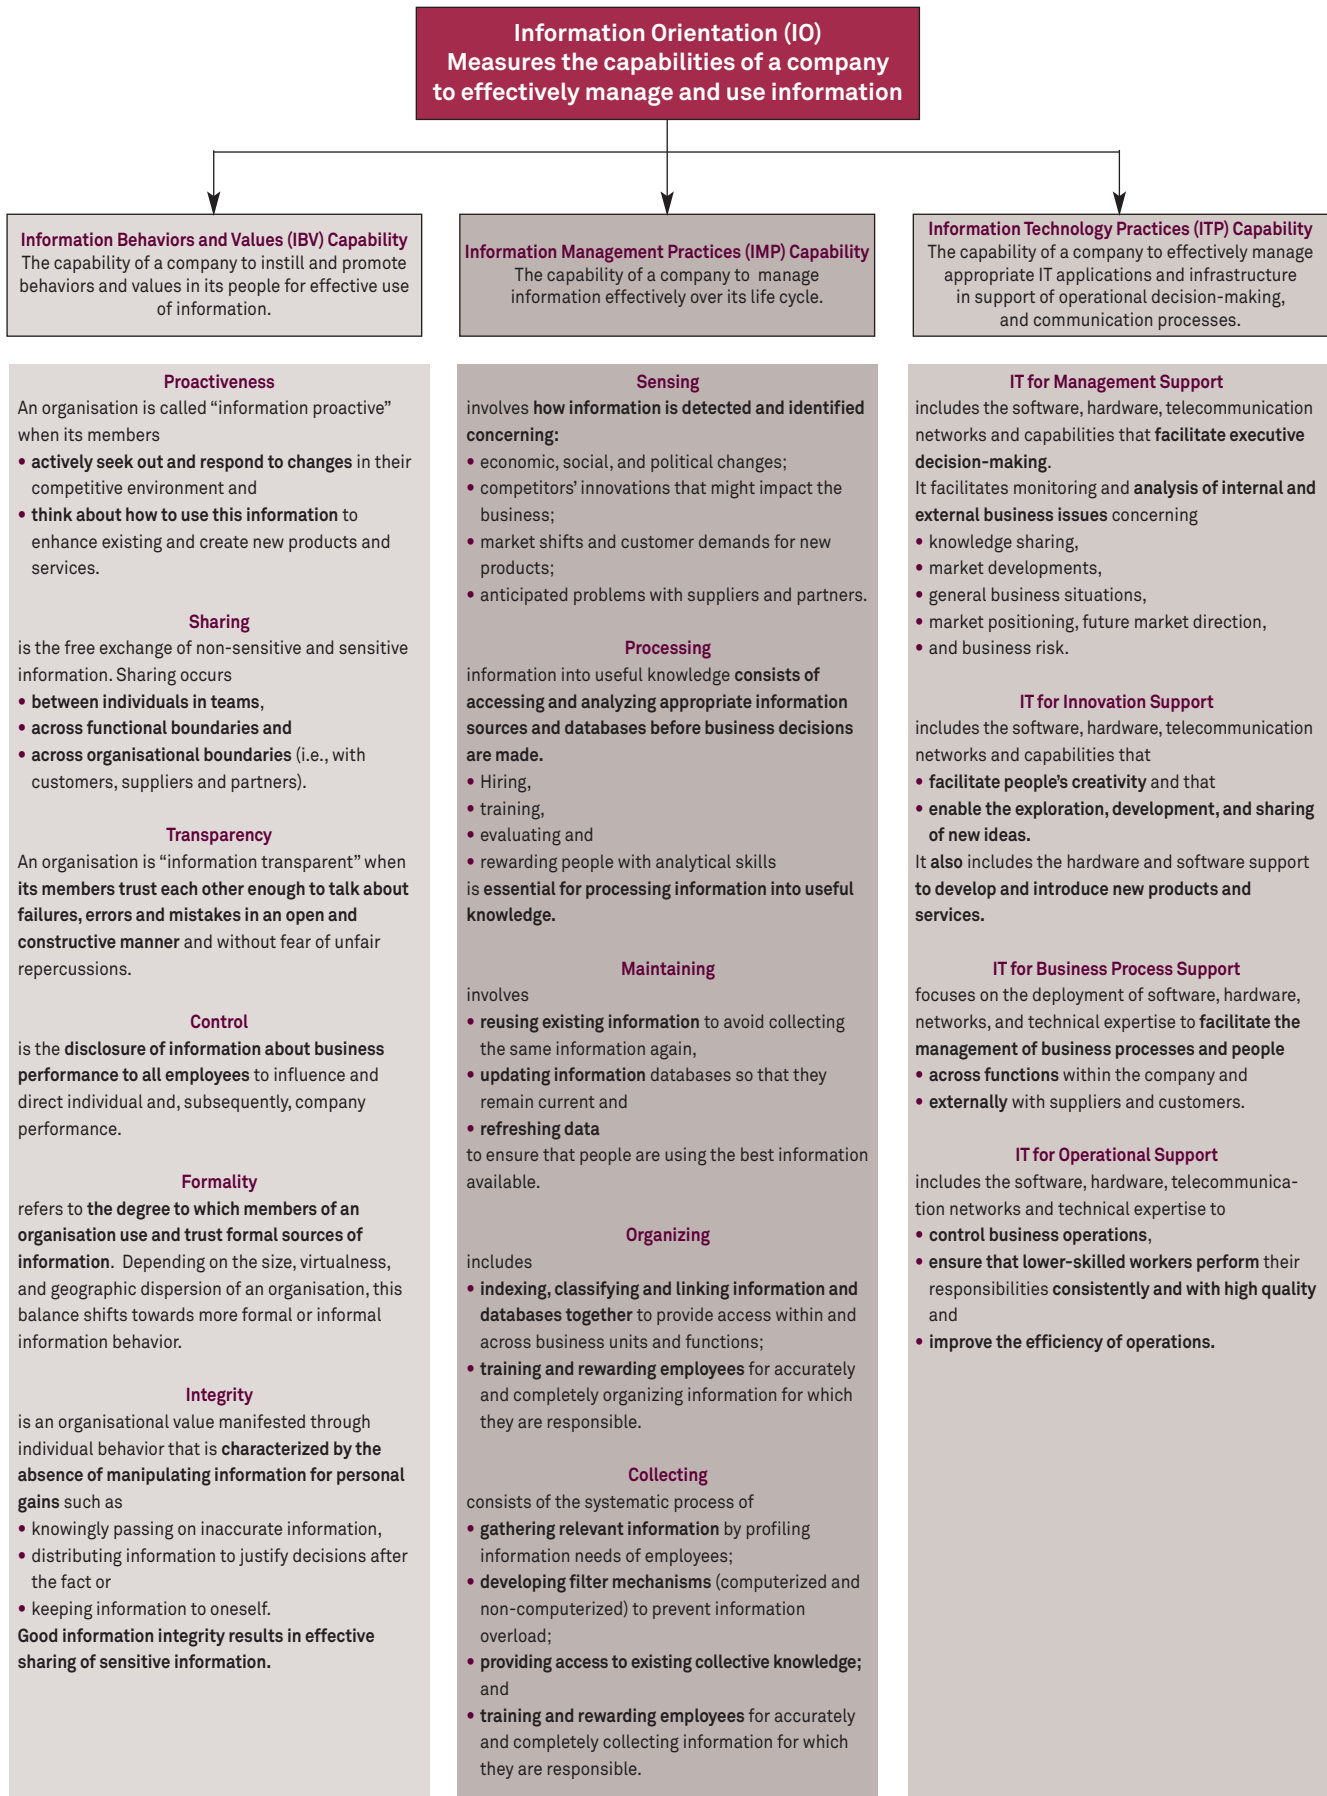 Information Orientation (IO)
Measures the capabilities of a company
to effectively manage and use information
Information Behaviors and Values (IBV) Capability
The capability of a company to instill and promote
behaviors and values in its people for effective use
of information.
Information Management Practices (IMP) Capability
The capability of a company to manage
information effectively over its life cycle.
Information Technology Practices (ITP) Capability
The capability of a company to effectively manage
appropriate IT applications and infrastructure
in support of operational decision-making,
and communication processes.
Proactiveness
An organisation is called “information proactive”
when its members
• actively seek out and respond to changes in their
competitive environment and
• think about how to use this information to
enhance existing and create new products and
services.
Sharing
is the free exchange of non-sensitive and sensitive
information. Sharing occurs
• between individuals in teams,
• across functional boundaries and
• across organisational boundaries (i.e., with
customers, suppliers and partners).
Transparency
An organisation is “information transparent” when
its members trust each other enough to talk about
failures, errors and mistakes in an open and
constructive manner and without fear of unfair
repercussions.
Control
is the disclosure of information about business
performance to all employees to influence and
direct individual and, subsequently, company
performance.
Formality
refers to the degree to which members of an
organisation use and trust formal sources of
information. Depending on the size, virtualness,
and geographic dispersion of an organisation, this
balance shifts towards more formal or informal
information behavior.
Integrity
is an organisational value manifested through
individual behavior that is characterized by the
absence of manipulating information for personal
gains such as
• knowingly passing on inaccurate information,
• distributing information to justify decisions after
the fact or
• keeping information to oneself.
Good information integrity results in effective
sharing of sensitive information.
Sensing
involves how information is detected and identified
concerning:
• economic, social, and political changes;
• competitors’ innovations that might impact the
business;
• market shifts and customer demands for new
products;
• anticipated problems with suppliers and partners.
Processing
information into useful knowledge consists of
accessing and analyzing appropriate information
sources and databases before business decisions
are made.
• Hiring,
• training,
• evaluating and
• rewarding people with analytical skills
is essential for processing information into useful
knowledge.
Maintaining
involves
• reusing existing information to avoid collecting
the same information again,
• updating information databases so that they
remain current and
• refreshing data
to ensure that people are using the best information
available.
Organizing
includes
• indexing, classifying and linking information and
databases together to provide access within and
across business units and functions;
• training and rewarding employees for accurately
and completely organizing information for which
they are responsible.
Collecting
consists of the systematic process of
• gathering relevant information by profiling
information needs of employees;
• developing filter mechanisms (computerized and
non-computerized) to prevent information
overload;
• providing access to existing collective knowledge;
and
• training and rewarding employees for accurately
and completely collecting information for which
they are responsible.
IT for Management Support
includes the software, hardware, telecommunication
networks and capabilities that facilitate executive
decision-making.
It facilitates monitoring and analysis of internal and
external business issues concerning
• knowledge sharing,
• market developments,
• general business situations,
• market positioning, future market direction,
• and business risk.
IT for Innovation Support
includes the software, hardware, telecommunication
networks and capabilities that
• facilitate people’s creativity and that
• enable the exploration, development, and sharing
of new ideas.
It also includes the hardware and software support
to develop and introduce new products and
services.
IT for Business Process Support
focuses on the deployment of software, hardware,
networks, and technical expertise to facilitate the
management of business processes and people
• across functions within the company and
• externally with suppliers and customers.
IT for Operational Support
includes the software, hardware, telecommunica-
tion networks and technical expertise to
• control business operations,
• ensure that lower-skilled workers perform their
responsibilities consistently and with high quality
and
• improve the efficiency of operations.